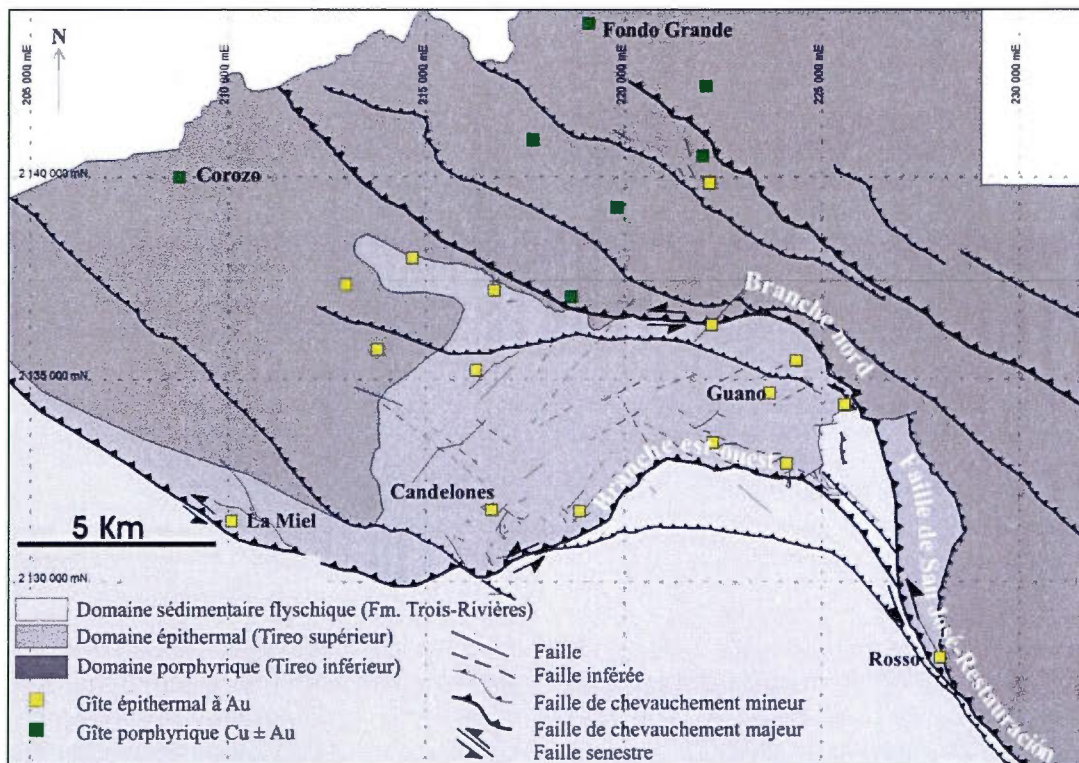 N
205 000 mE
210 000 mE
215 000 mE
220 000 mE
225 000 mE
230 000 mE
Fondo Grande
2 140 000 mN
Corozo
Branche nord
2 135 000 mN
Guano
Branche est-ouest
Candelones
La Miel
5 Km
2 130 000 mN
Faille de San José-Restauración
Rosso
Domaine sédimentaire flyschique (Fm. Trois-Rivières)
Domaine épithermal (Tireo supérieur)
Domaine porphyrique (Tireo inférieur)
Gîte épithermal à Au
Gîte porphyrique Cu ± Au
Faille
Faille inférée
Faille de chevauchement mineur
Faille de chevauchement majeur
Faille senestre